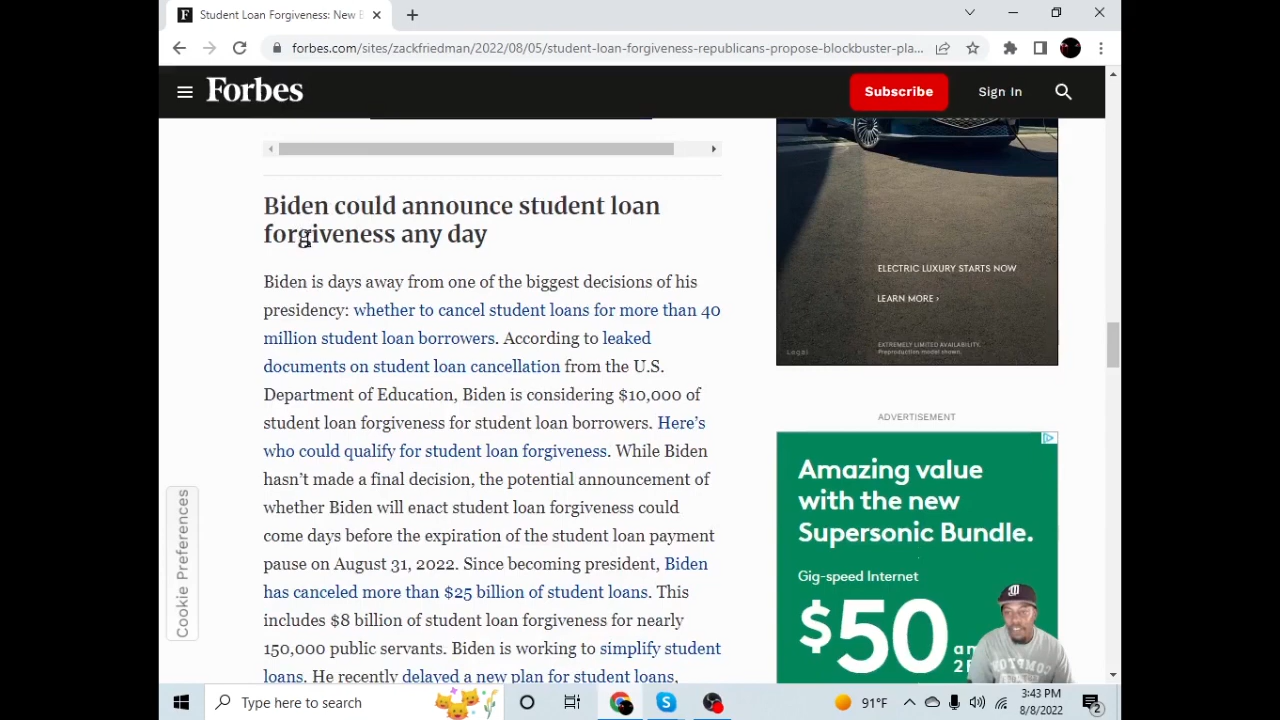 Student Loan Forgiveness: New
forbes.com/sites/zackfriedman/2022/08/05/student-loan-forgiveness-republicans-propose-blockbuster-pla...
Forbes
Subscribe
Sign In
Biden could announce student loan
forgiveness any day
Biden is days away from one of the biggest decisions of his
presidency: whether to cancel student loans for more than 40
million student loan borrowers. According to leaked
documents on student loan cancellation from the U.S.
Department of Education, Biden is considering $10,000 of
student loan forgiveness for student loan borrowers. Here's
who could qualify for student loan forgiveness. While Biden
hasn't made a final decision, the potential announcement of
whether Biden will enact student loan forgiveness could
come days before the expiration of the student loan payment
pause on August 31, 2022. Since becoming president, Biden
has canceled more than $25 billion of student loans. This
includes $8 billion of student loan forgiveness for nearly
150,000 public servants. Biden is working to simplify student
loans. He recently delayed a new plan for student loans,
Cookie Preferences
ELECTRIC LUXURY STARTS NOW
LEARN MORE ›
EXTREMELY LIMITED AVAILABILITY.
Preproduction model shown.
Legal
ADVERTISEMENT
Amazing value
with the new
Supersonic Bundle.
Gig-speed Internet
$50
COMPTON
Type here to search
91°F
3:43 PM
8/8/2022
2